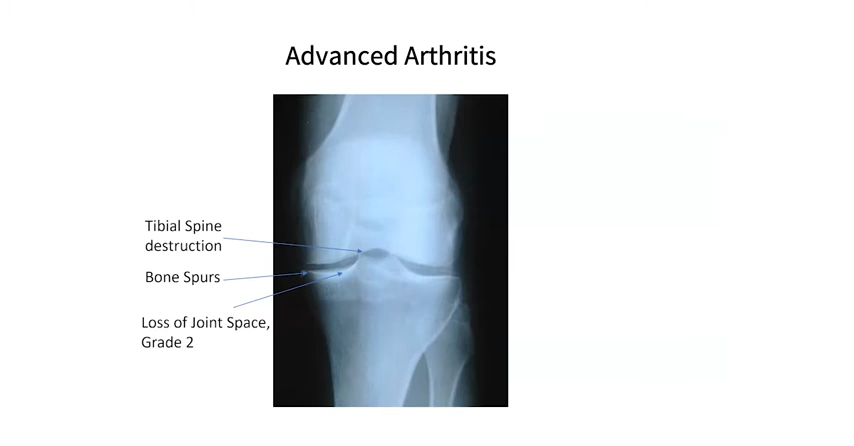 Advanced Arthritis
Tibial Spine
destruction
Bone Spurs
Loss of Joint Space,
Grade 2